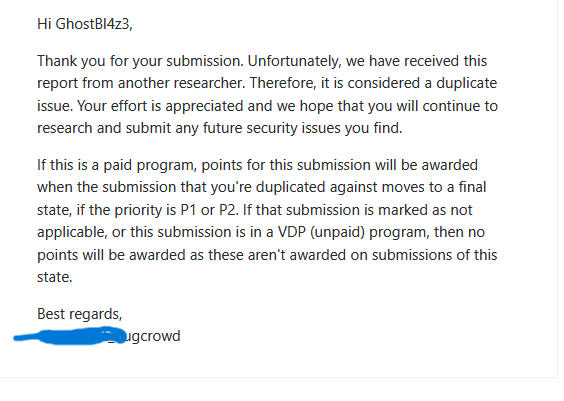 Hi GhostBl4z3,
Thank you for your submission. Unfortunately, we have received this
report from another researcher. Therefore, it is considered a duplicate
issue. Your effort is appreciated and we hope that you will continue to
research and submit any future security issues you find.
If this is a paid program, points for this submission will be awarded
when the submission that you're duplicated against moves to a final
state, if the priority is P1 or P2. If that submission is marked as not
applicable, or this submission is in a VDP (unpaid) program, then no
points will be awarded as these aren't awarded on submissions of this
state.
Best regards,
ugcrowd